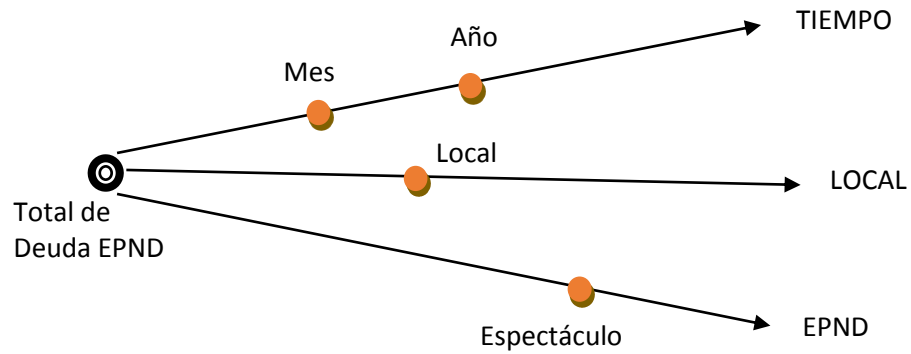 TIEMPO
Año
Mes
Local
LOCAL
Total de
Deuda EPND
Espectáculo
EPND